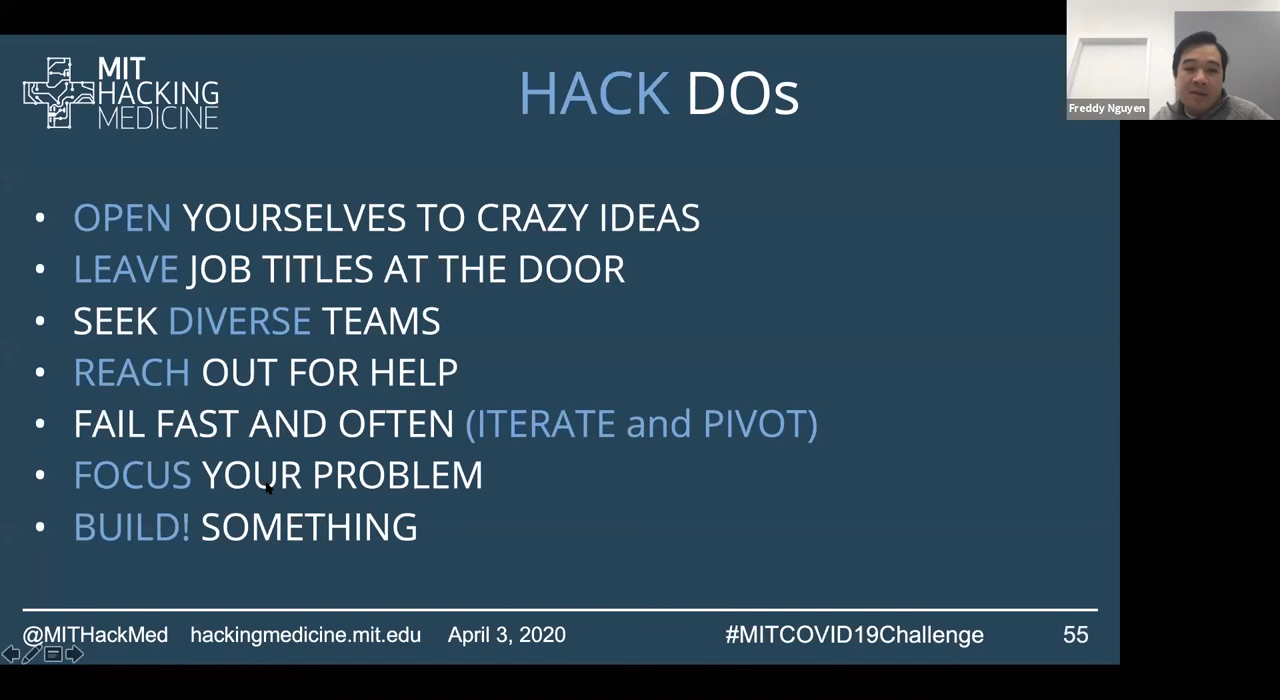 MIT
HACKING
MEDICINE
HACK DOs
Freddy Nguyen
• OPEN YOURSELVES TO CRAZY IDEAS
• LEAVE JOB TITLES AT THE DOOR
• SEEK DIVERSE TEAMS
• REACH OUT FOR HELP
• FAIL FAST AND OFTEN (ITERATE and PIVOT)
• FOCUS YOUR PROBLEM
• BUILD! SOMETHING
@MITHackMed hackingmedicine.mit.edu April 3, 2020 #MITCOVID19Challenge 55